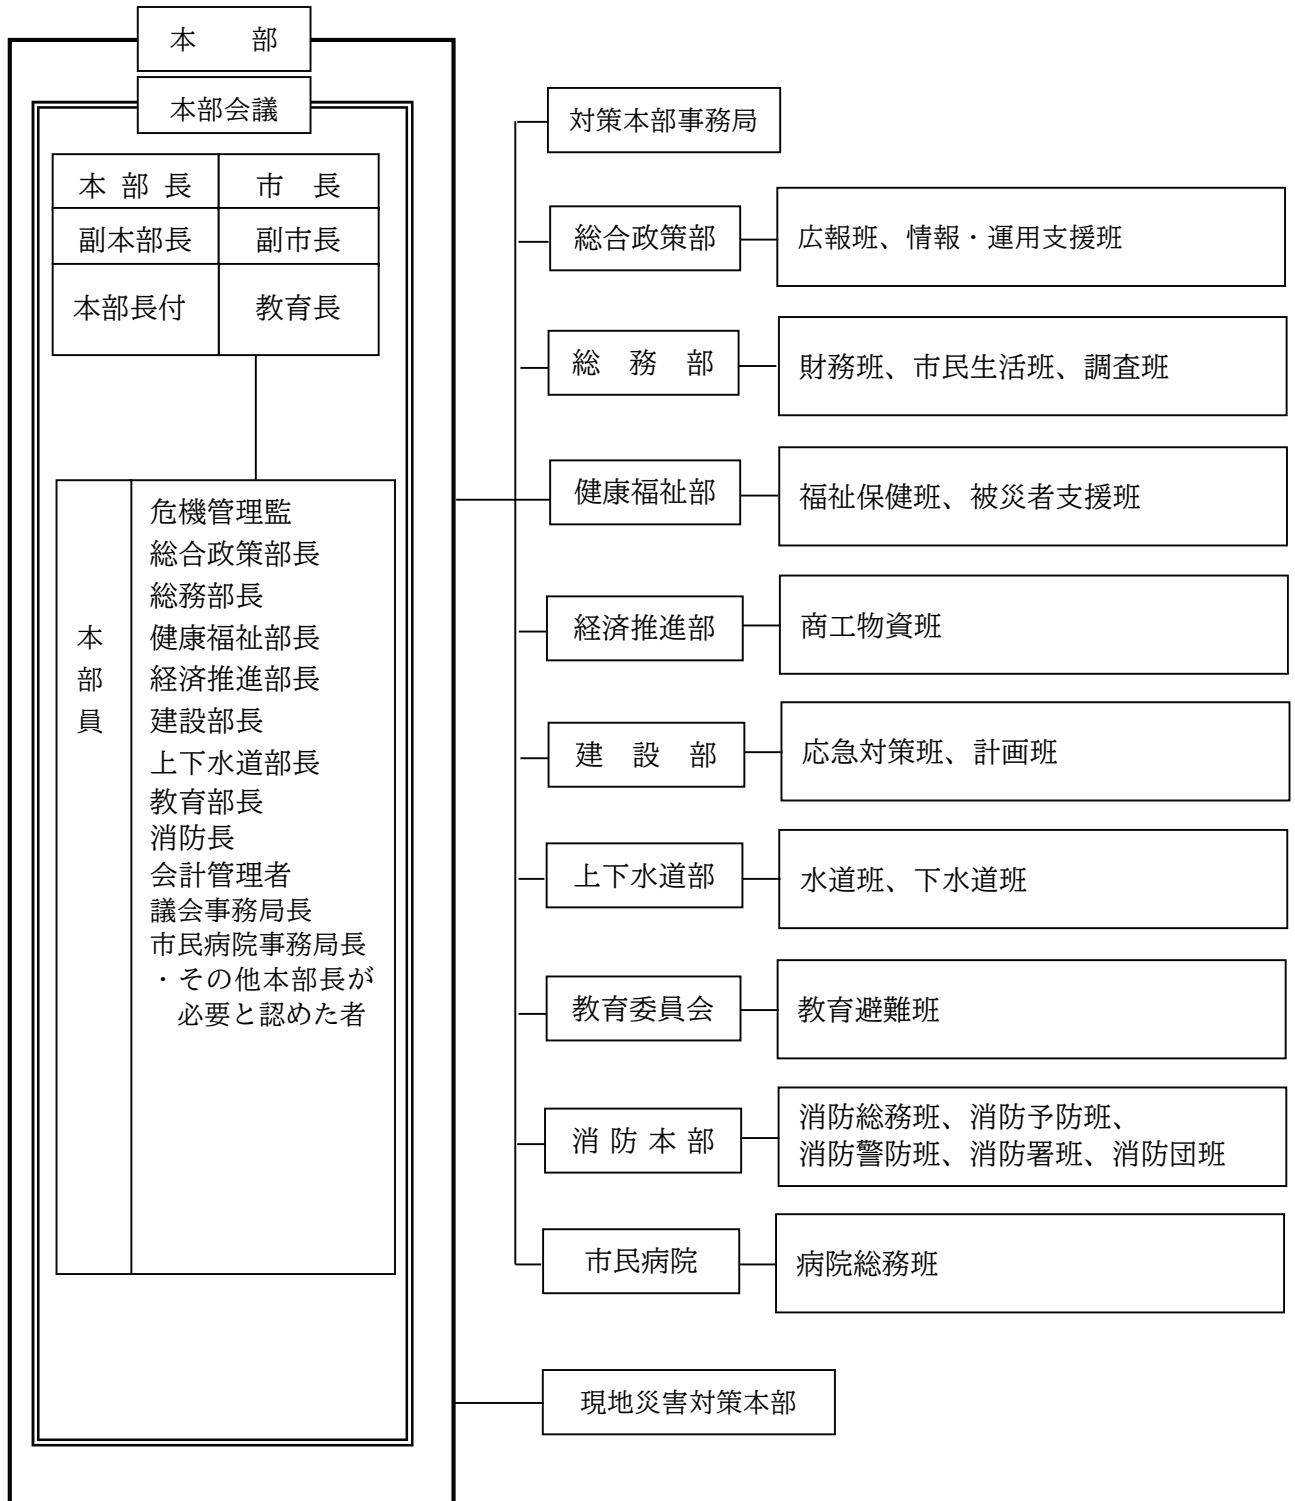 本　部
本部会議
本 部 長
市　長
副本部長
副市長
本部長付
教育長
本部員
危機管理監
総合政策部長
総務部長
健康福祉部長
経済推進部長
建設部長
上下水道部長
教育部長
消防長
会計管理者
議会事務局長
市民病院事務局長
・その他本部長が
必要と認めた者
対策本部事務局
総合政策部
広報班、情報・運用支援班
総　務　部
財務班、市民生活班、調査班
健康福祉部
福祉保健班、被災者支援班
経済推進部
商工物資班
建　設　部
応急対策班、計画班
上下水道部
水道班、下水道班
教育委員会
教育避難班
消 防 本 部
消防総務班、消防予防班、
消防警防班、消防署班、消防団班
市民病院
病院総務班
現地災害対策本部